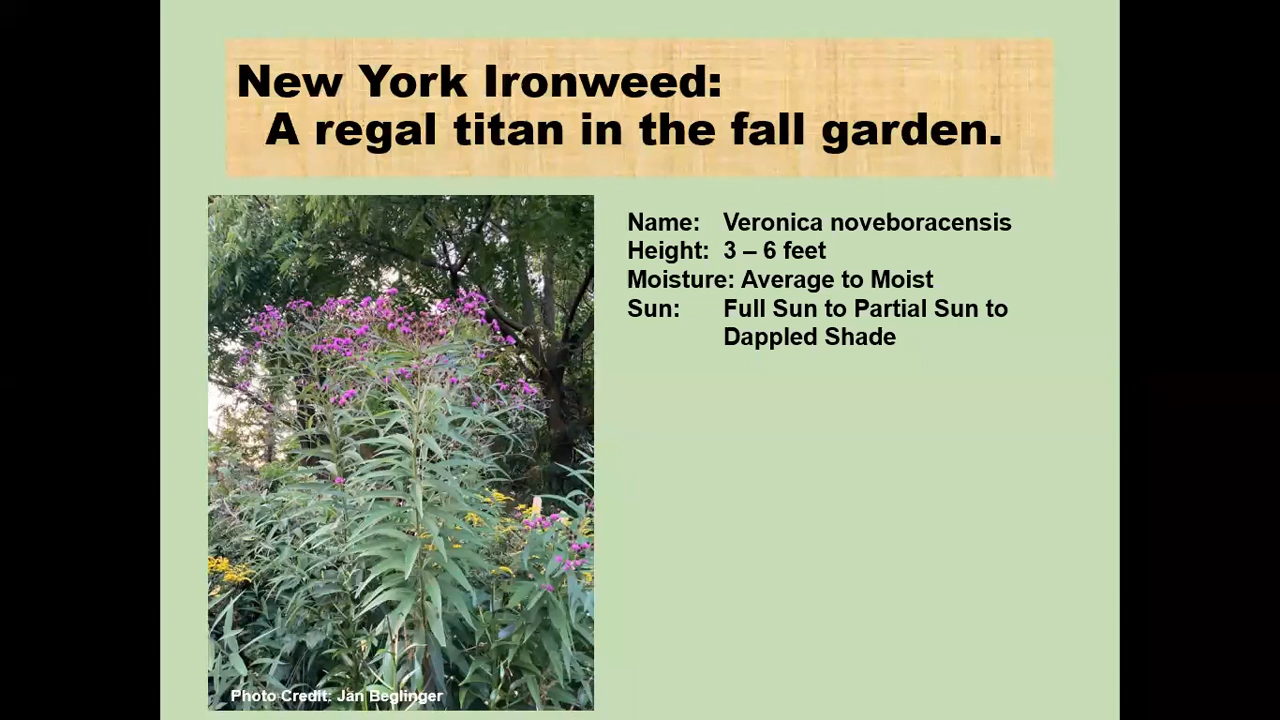 New York Ironweed:
A regal titan in the fall garden.
Name: Veronica noveboracensis
Height: 3 – 6 feet
Moisture: Average to Moist
Sun: Full Sun to Partial Sun to
Dappled Shade
Photo Credit: Jan Beglinger